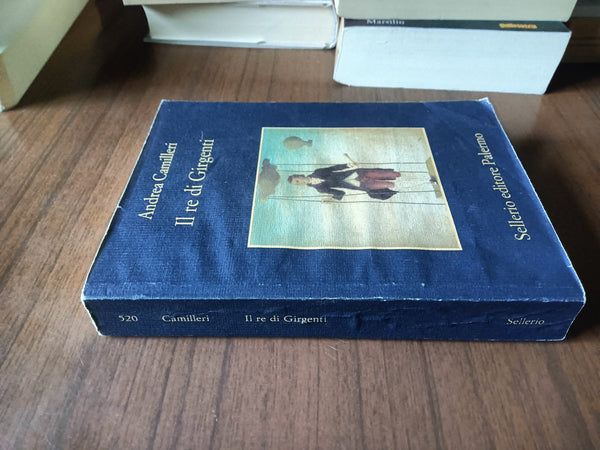 Andrea Camilleri
Il re di Girgenti
Sellerio editore Palermo
520 Camilleri Il re di Girgenti Sellerio
Marsilio